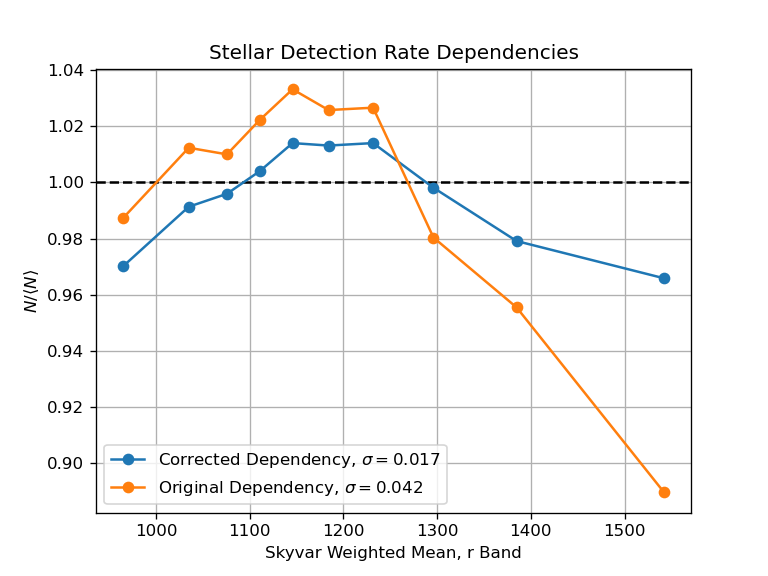 Stellar Detection Rate Dependencies
1.04
1.02
1.00
0.98
0.96
0.94
0.92
0.90
N/⟨N⟩
Corrected Dependency, σ = 0.017
Original Dependency, σ = 0.042
1000 1100 1200 1300 1400 1500
Skyvar Weighted Mean, r Band